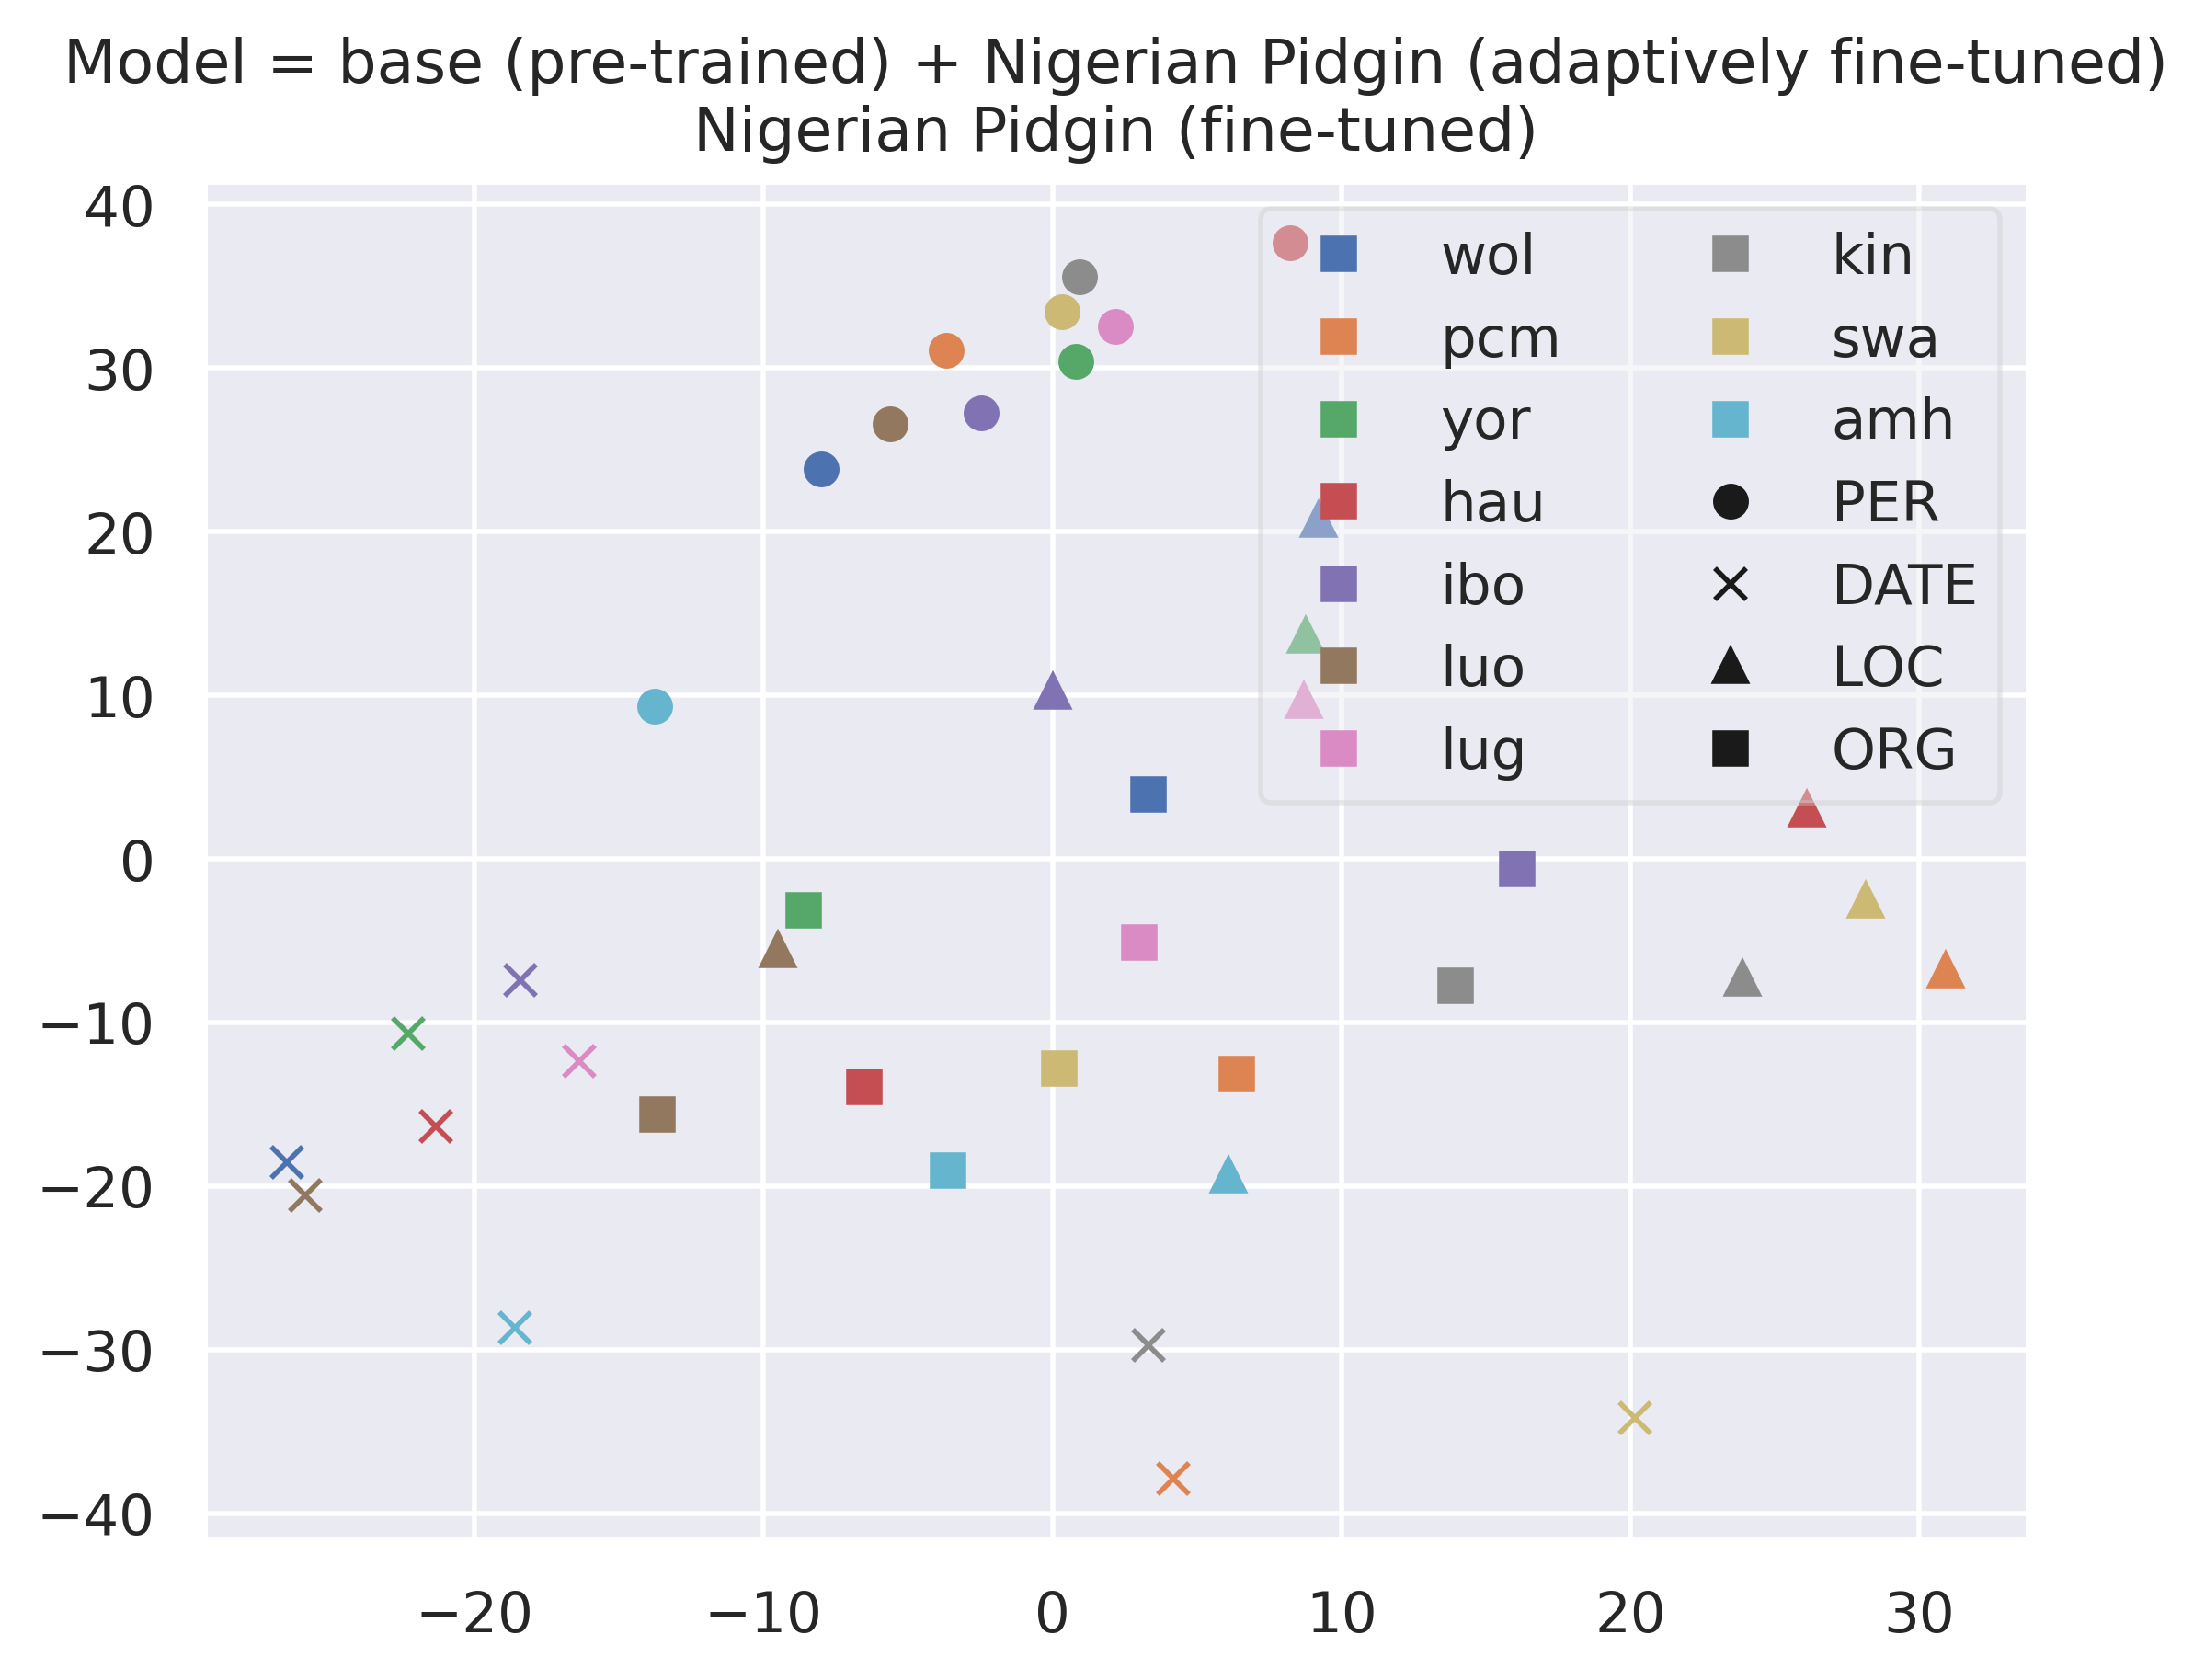 Model = base (pre-trained) + Nigerian Pidgin (adaptively fine-tuned)
Nigerian Pidgin (fine-tuned)
40
30
20
10
0
−10
−20
−30
−40
wol
pcm
yor
hau
ibo
luo
lug
kin
swa
amh
PER
DATE
LOC
ORG
−20 −10 0 10 20 30